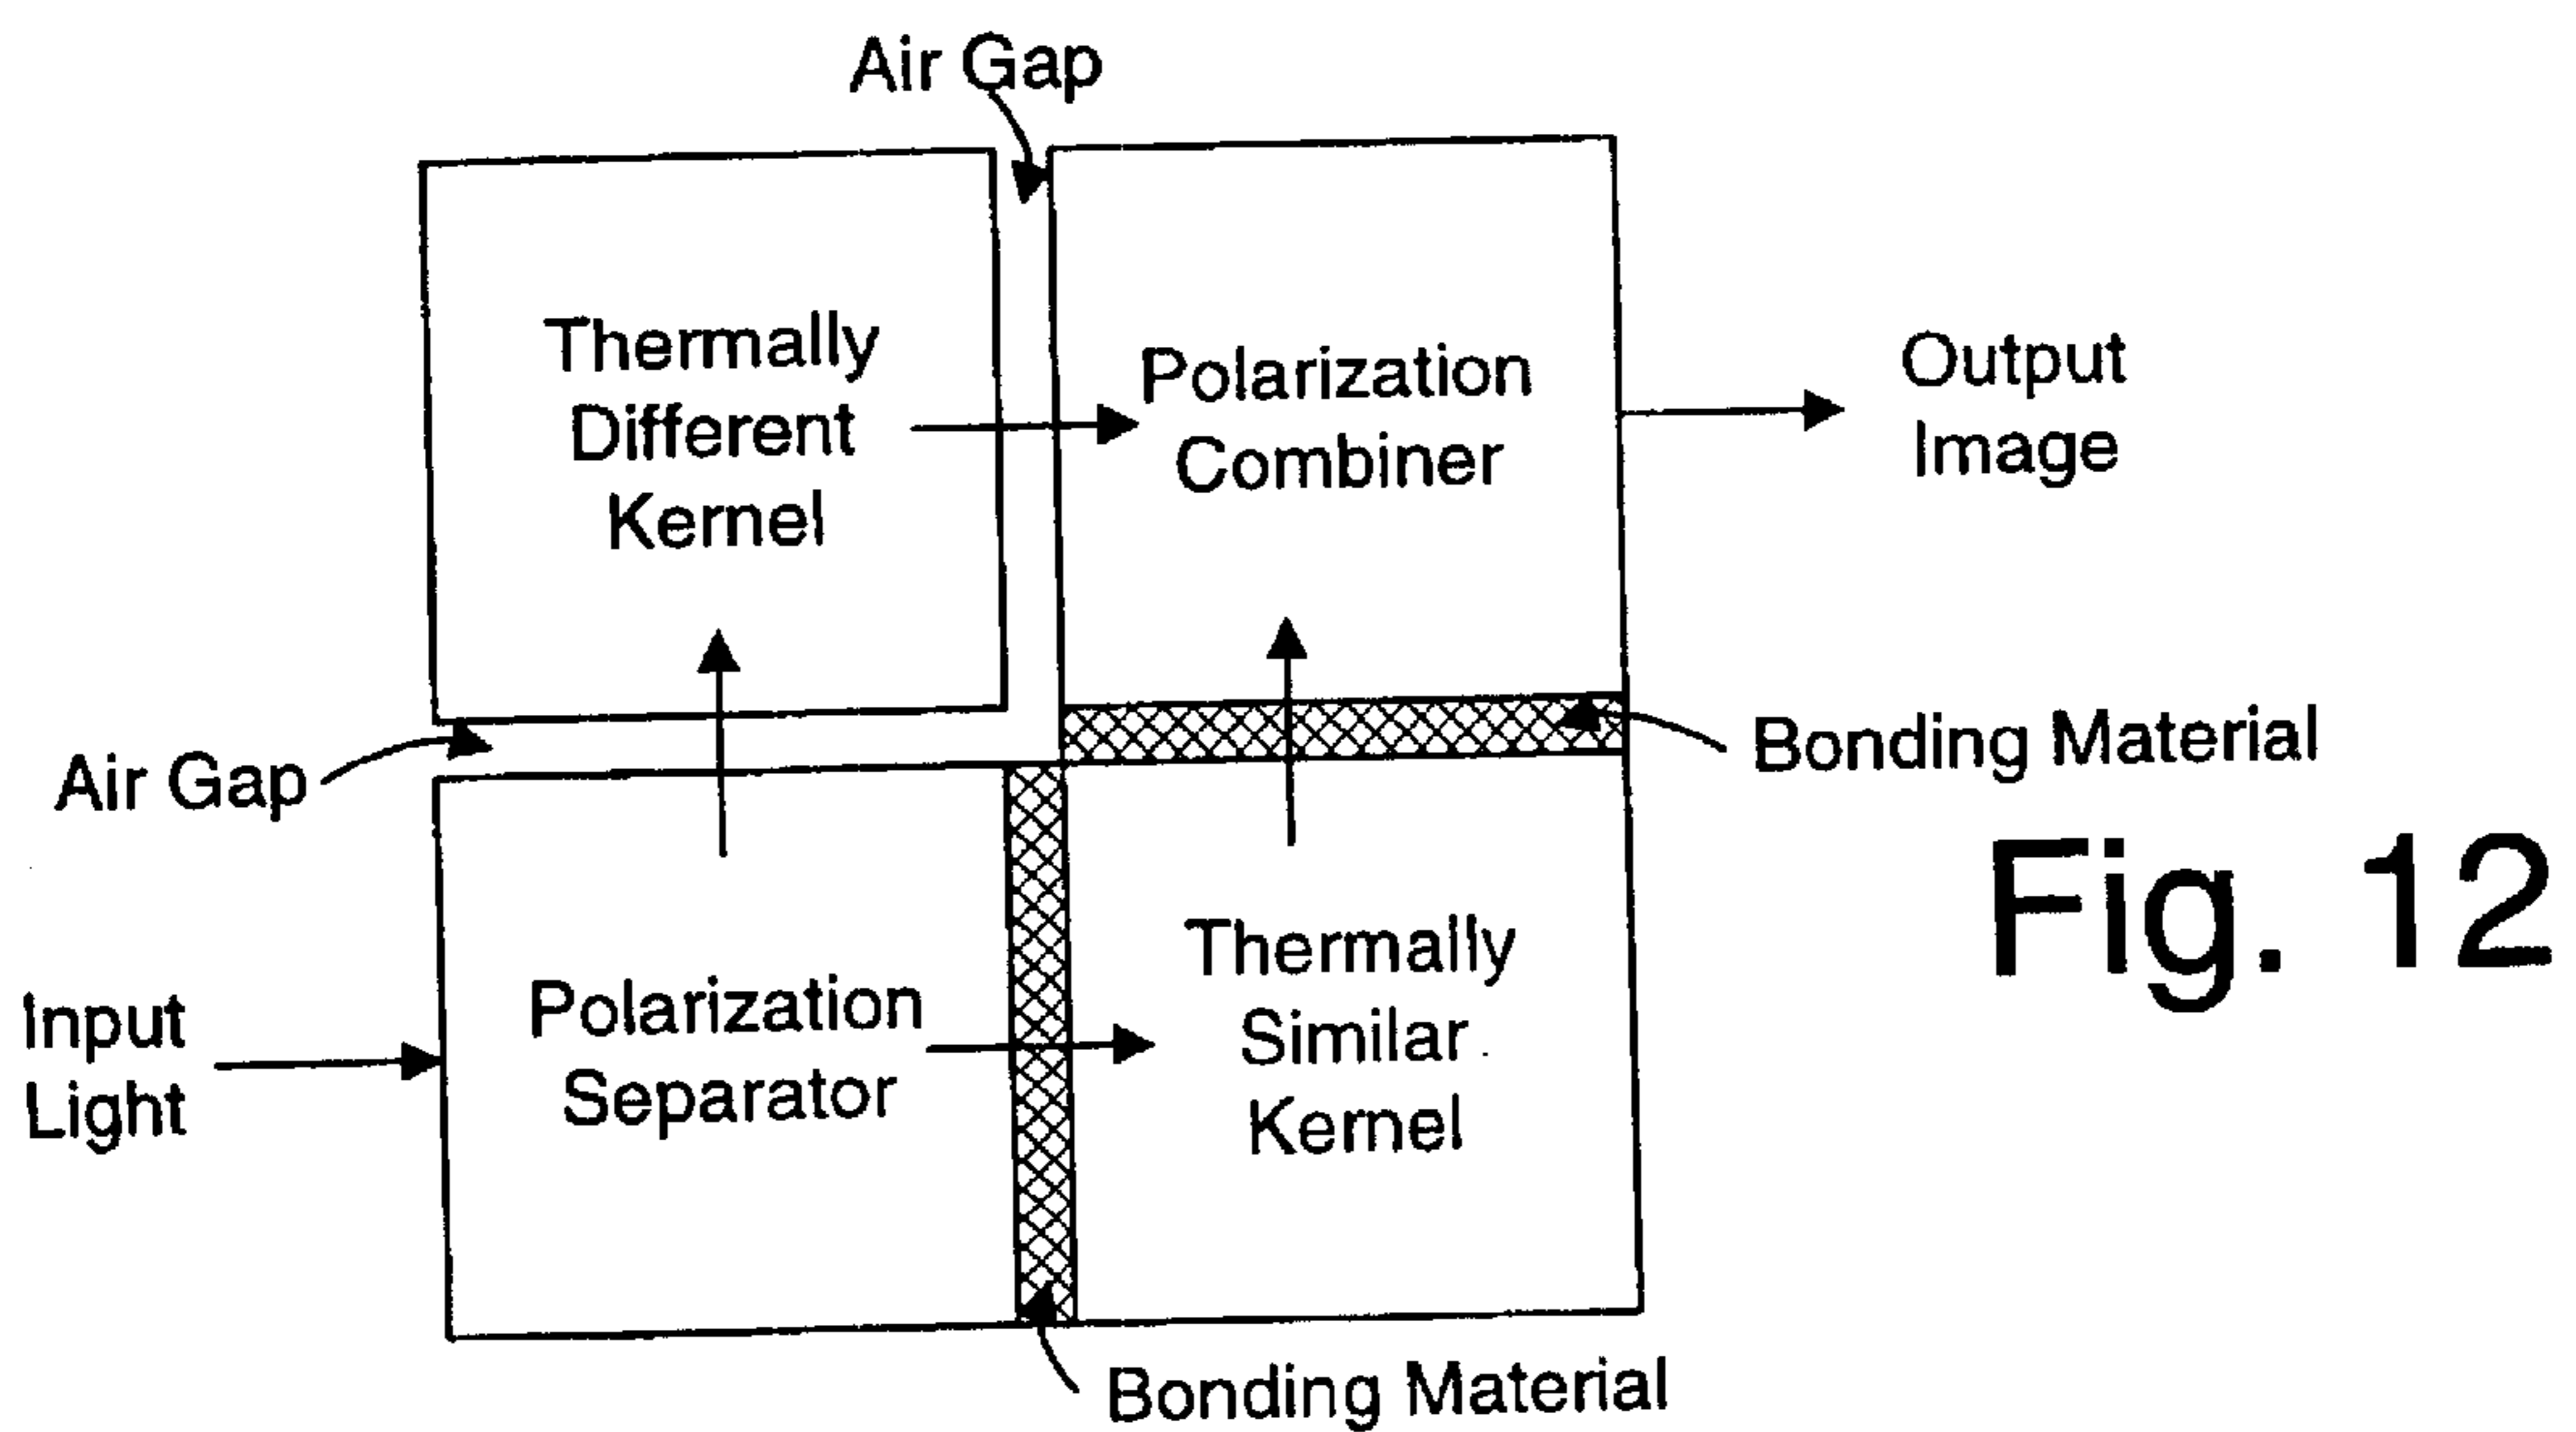 Air Gap
Thermally
Different
Kernel
Polarization
Combiner
Output
Image
Air Gap
Bonding Material
Fig. 12
Input
Light
Polarization
Separator
Thermally
Similar
Kernel
Bonding Material